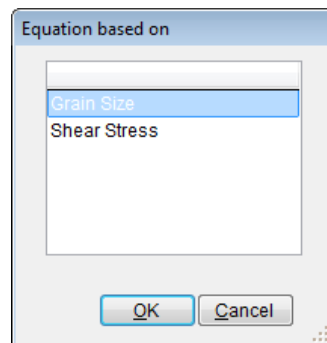 Equation based on
Grain Size
Shear Stress
OK
Cancel